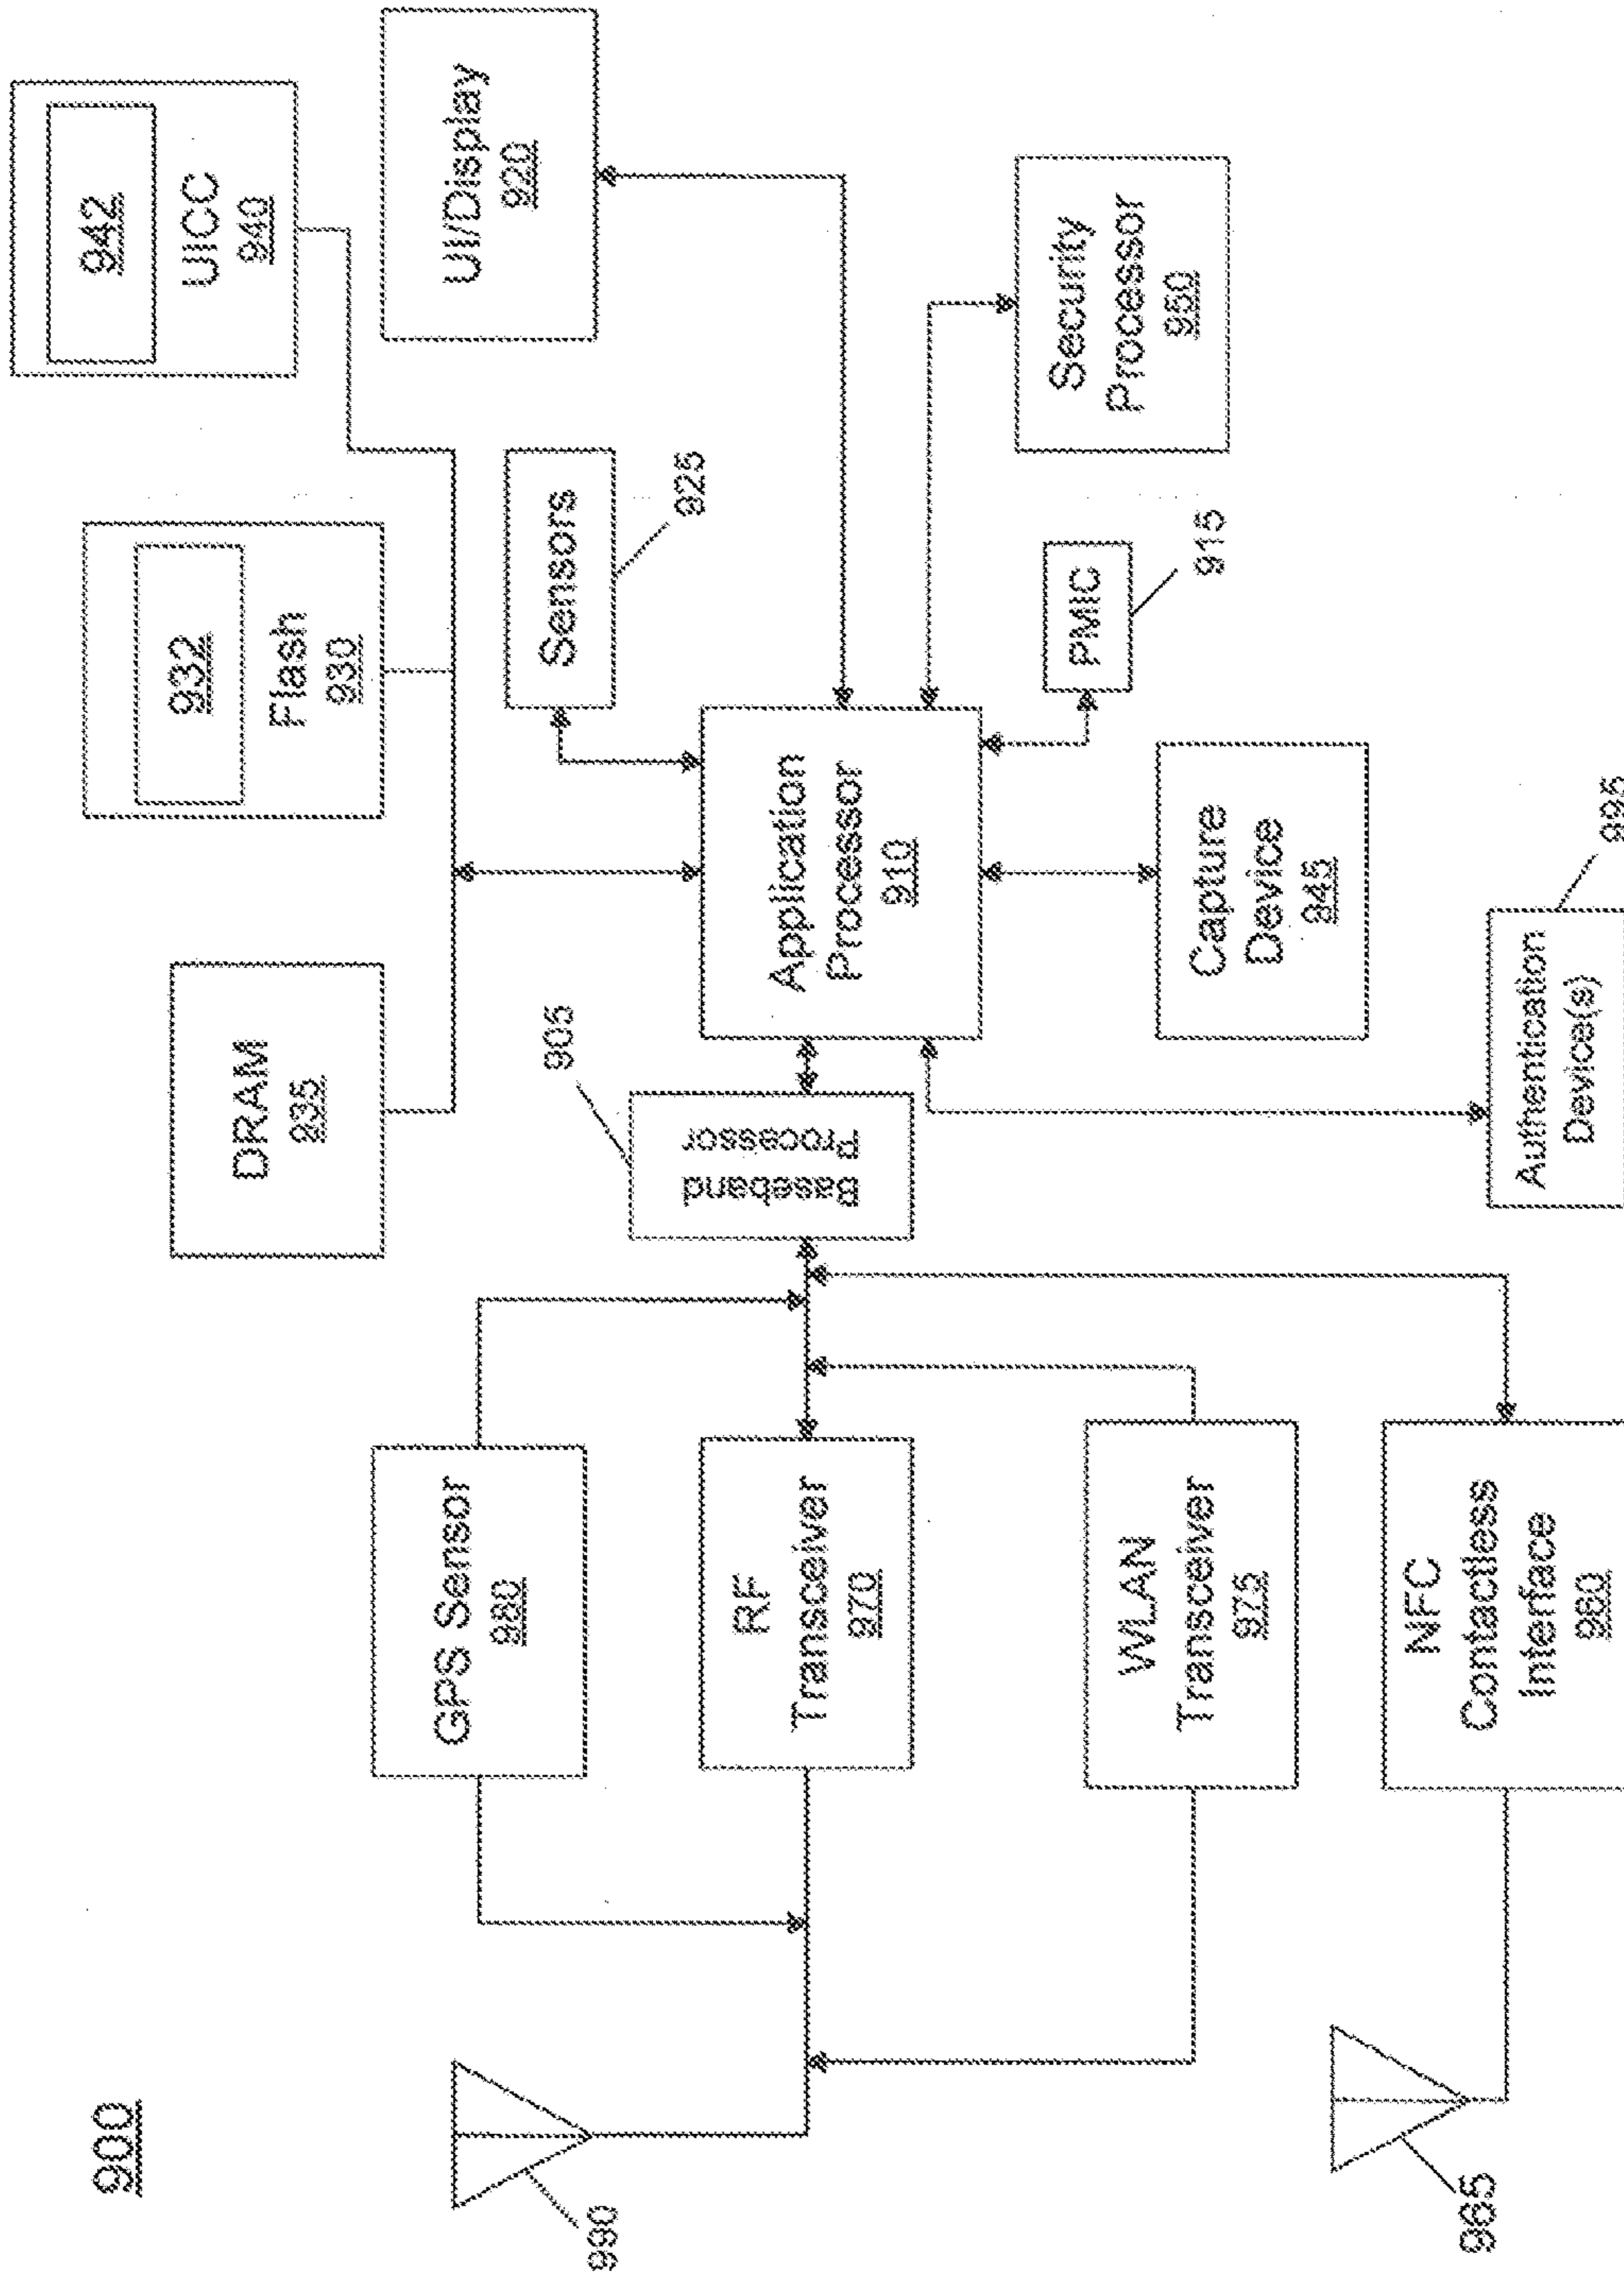 900
DRAM
935
932
Flash
930
942
UICC
940
905
Sensors
925
UI/Display
920
GPS Sensor
980
990
Baseband
Processor
Application
Processor
910
RF
Transceiver
970
PMIC
915
Security
Processor
950
Capture
Device
945
WLAN
Transceiver
975
NFC
Contactless
Interface
960
965
Authentication
Device(s)
995